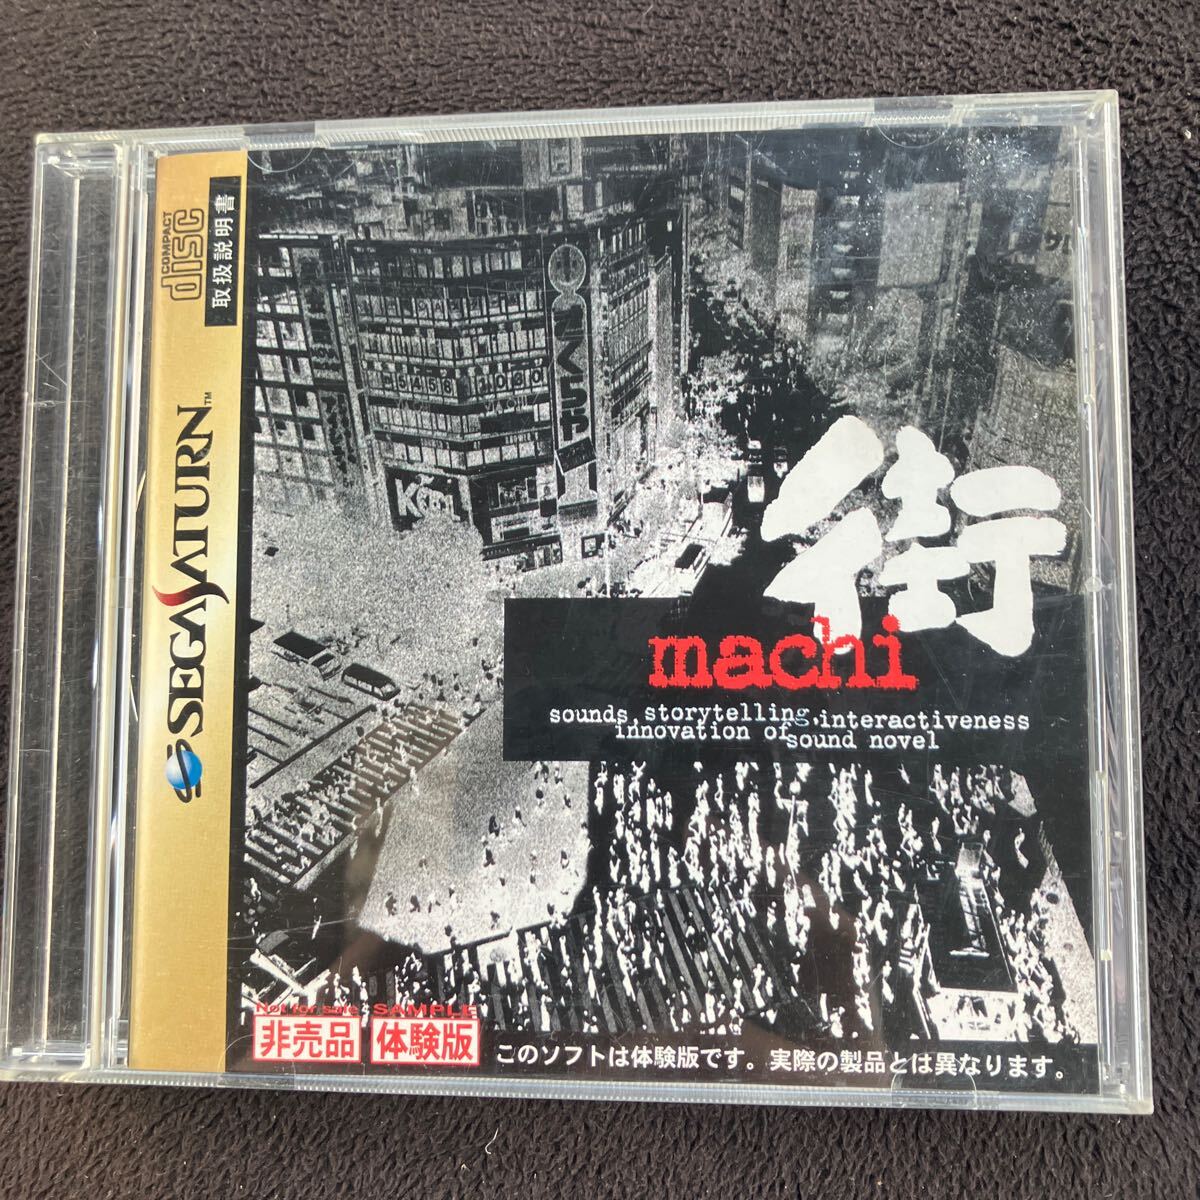 COMPACT
disc
取扱説明書
SEGA SATURN™
街
machi
sounds, storytelling, interactiveness
innovation of sound novel
Not for sale
非売品
SAMPLE
体験版
このソフトは体験版です。実際の製品とは異なります。